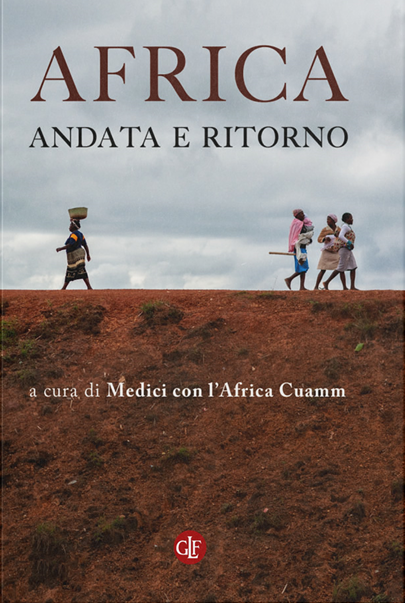 AFRICA
ANDATA E RITORNO
a cura di Medici con l'Africa Cuamm
GLF